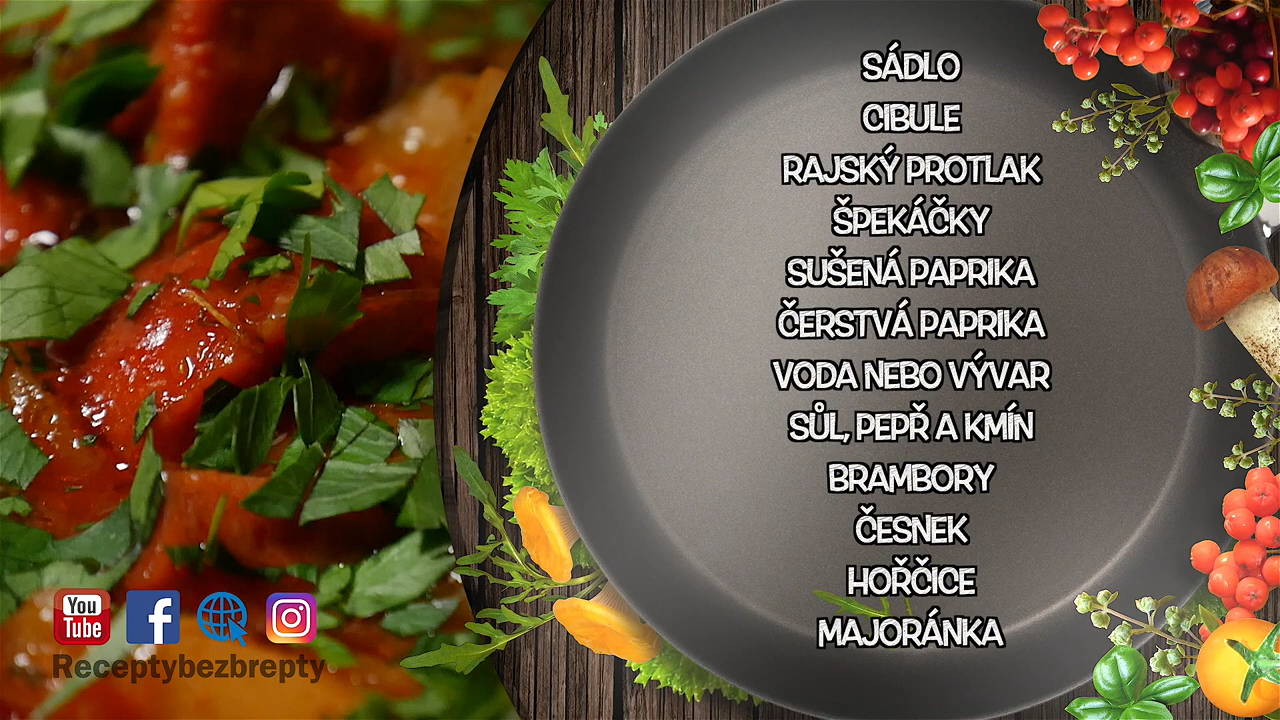 SÁDLO
CIBULE
RAJSKÝ PROTLAK
ŠPEKÁČKY
SUŠENÁ PAPRIKA
ČERSTVÁ PAPRIKA
VODA NEBO VÝVAR
SŮL, PEPŘ A KMÍN
BRAMBORY
ČESNEK
HOŘČICE
MAJORÁNKA
You
Tube
Receptybezbrepty